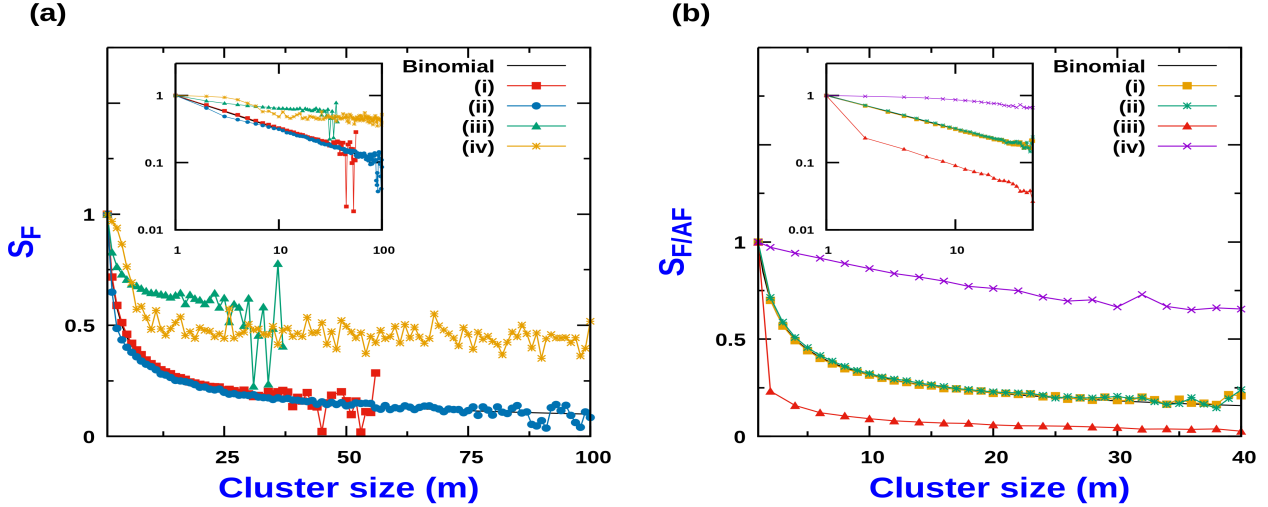 (a)
Binomial
(i)
(ii)
(iii)
(iv)
1
0.1
0.01
1
10
100
1
0.5
0
25
50
75
100
S_F
Cluster size (m)
(b)
Binomial
(i)
(ii)
(iii)
(iv)
1
0.1
0.01
1
10
1
0.5
0
10
20
30
40
S_F/AF
Cluster size (m)